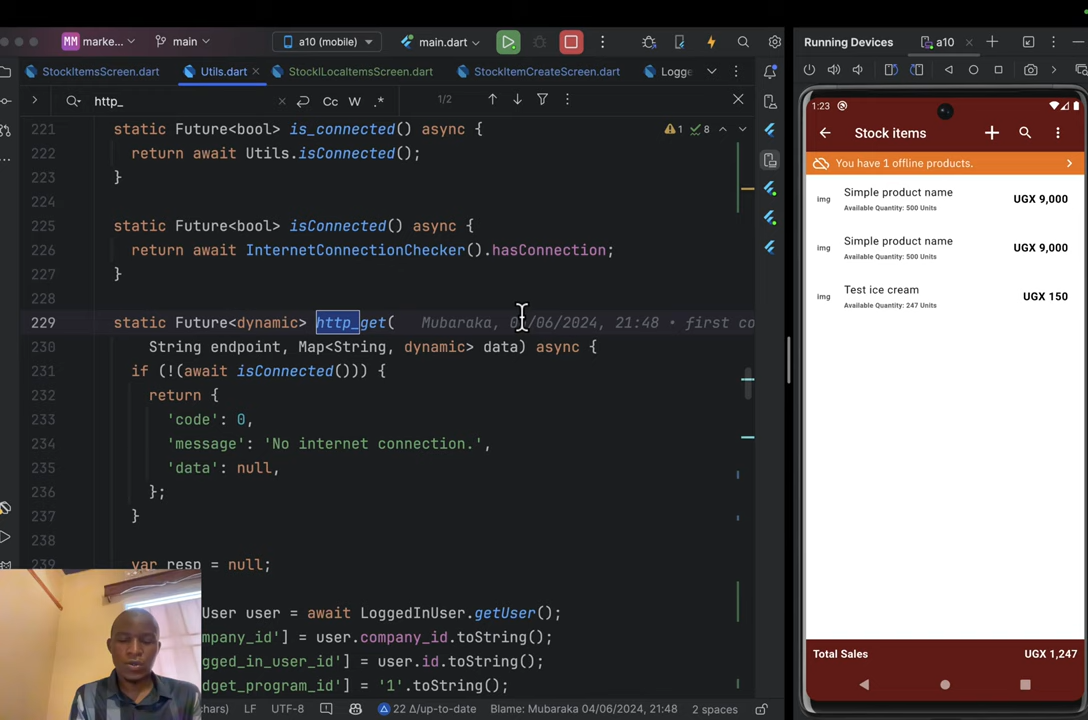 MM marke... main a10 (mobile) main.dart
StockItemsScreen.dart Utils.dart StocklLocaItemsScreen.dart StockItemCreateScreen.dart Logge
http_ Cc W .* 1/2
221 static Future<bool> is_connected() async { 1 8
222 return await Utils.isConnected();
223 }
224
225 static Future<bool> isConnected() async {
226 return await InternetConnectionChecker().hasConnection;
227 }
228
229 static Future<dynamic> http_get( Mubaraka, 04/06/2024, 21:48 • first co
230 String endpoint, Map<String, dynamic> data) async {
231 if (!(await isConnected())) {
232 return {
233 'code': 0,
234 'message': 'No internet connection.',
235 'data': null,
236 };
237 }
238
239 var resp = null;
User user = await LoggedInUser.getUser();
mpany_id'] = user.company_id.toString();
gged_in_user_id'] = user.id.toString();
dget_program_id'] = '1'.toString();
chars) LF UTF-8 22 Δ/up-to-date Blame: Mubaraka 04/06/2024, 21:48 2 spaces
Running Devices a10
1:23
Stock items
You have 1 offline products.
img Simple product name UGX 9,000
Available Quantity: 500 Units
img Simple product name UGX 9,000
Available Quantity: 500 Units
img Test ice cream UGX 150
Available Quantity: 247 Units
Total Sales UGX 1,247